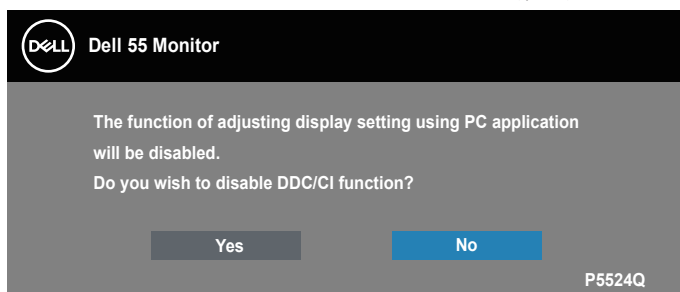 DELL Dell 55 Monitor
The function of adjusting display setting using PC application
will be disabled.
Do you wish to disable DDC/CI function?
Yes No
P5524Q